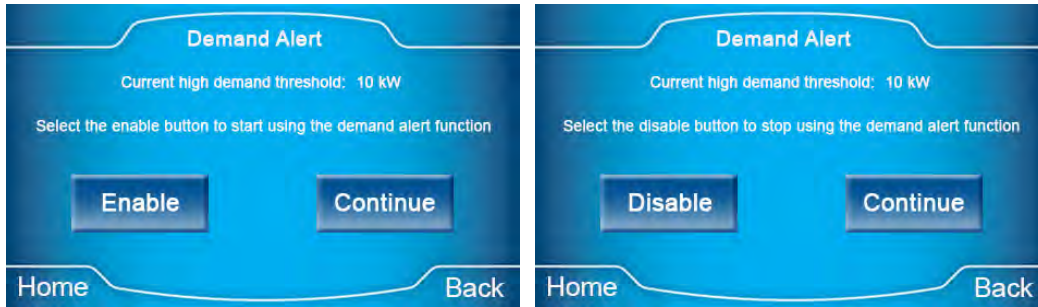 Demand Alert
Current high demand threshold: 10 kW
Select the enable button to start using the demand alert function
Enable
Continue
Home
Back
Demand Alert
Current high demand threshold: 10 kW
Select the disable button to stop using the demand alert function
Disable
Continue
Home
Back